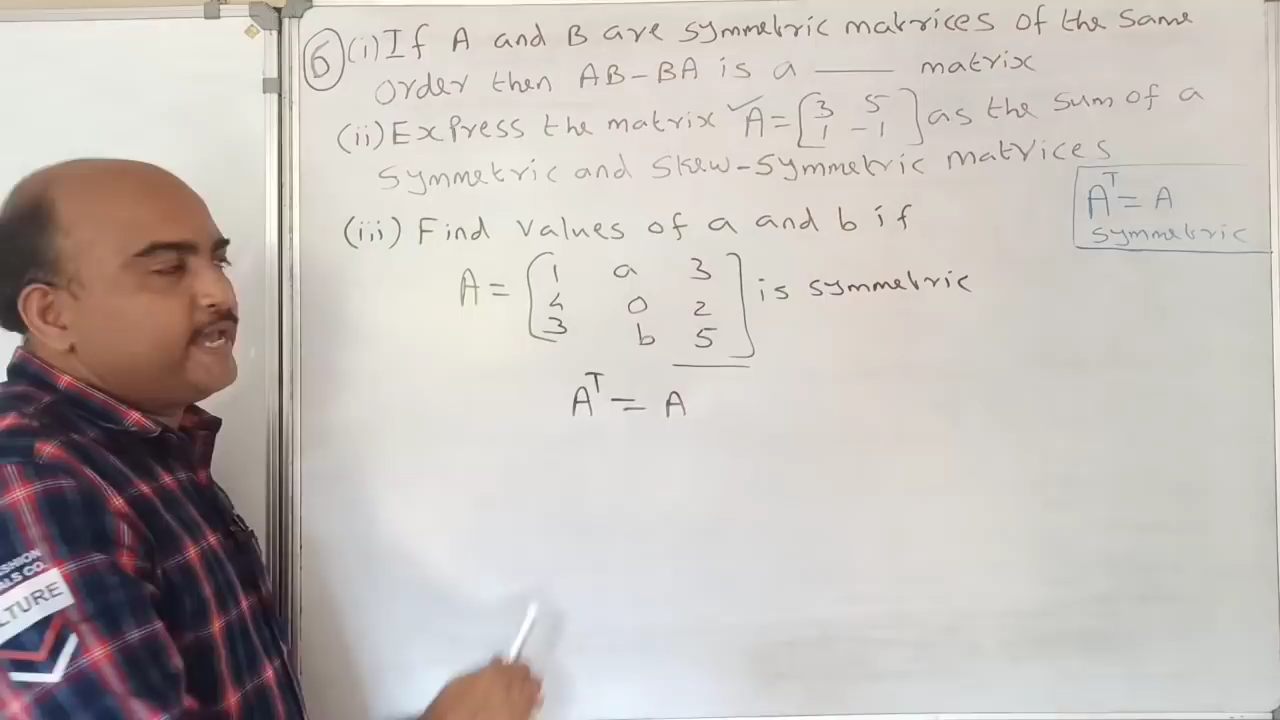 6 (i) If A and B are symmetric matrices of the same
order then AB-BA is a ____ matrix
(ii) Express the matrix ✓A = [3 5
1 -1] as the sum of a
symmetric and skew-symmetric matrices
A^T = A
symmetric
(iii) Find values of a and b if
A = [1 a 3
4 0 2
3 b 5] is symmetric
A^T = A
LTURE